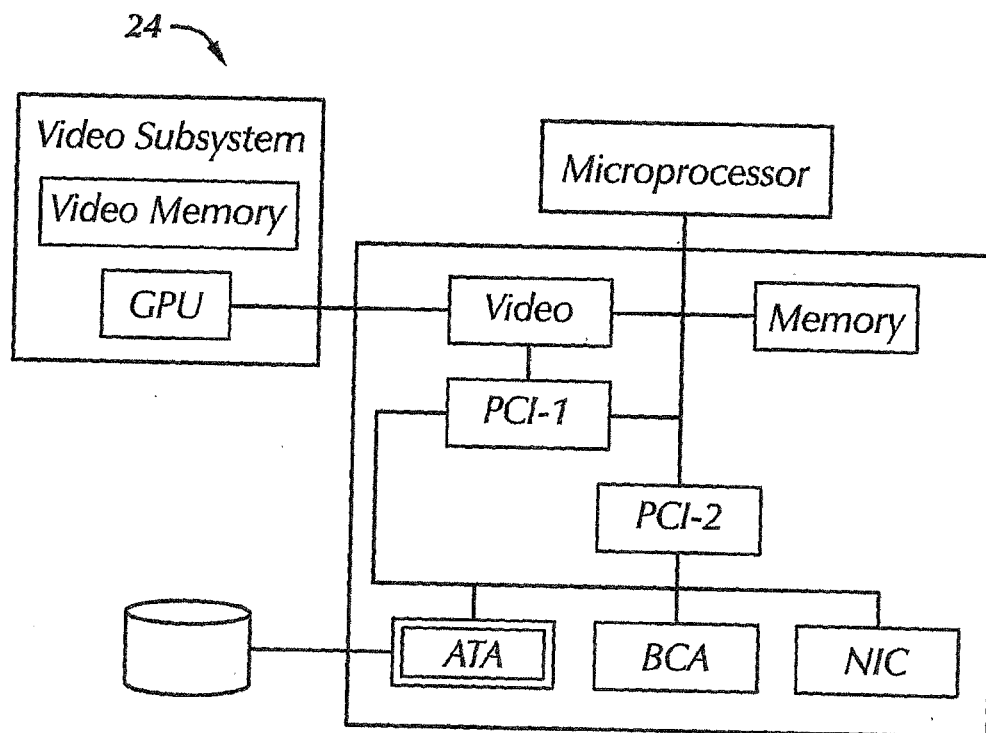 24
Video Subsystem
Video Memory
GPU
Microprocessor
Video
Memory
PCI-1
PCI-2
ATA
BCA
NIC